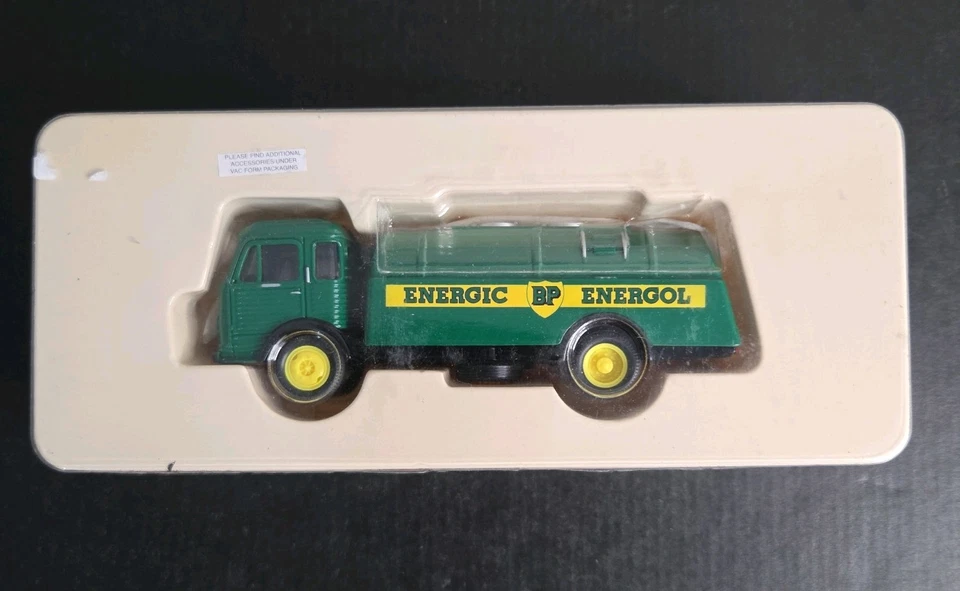 PLEASE FIND ADDITIONAL
ACCESSORIES UNDER
VAC FORM PACKAGING
ENERGIC BP ENERGOL